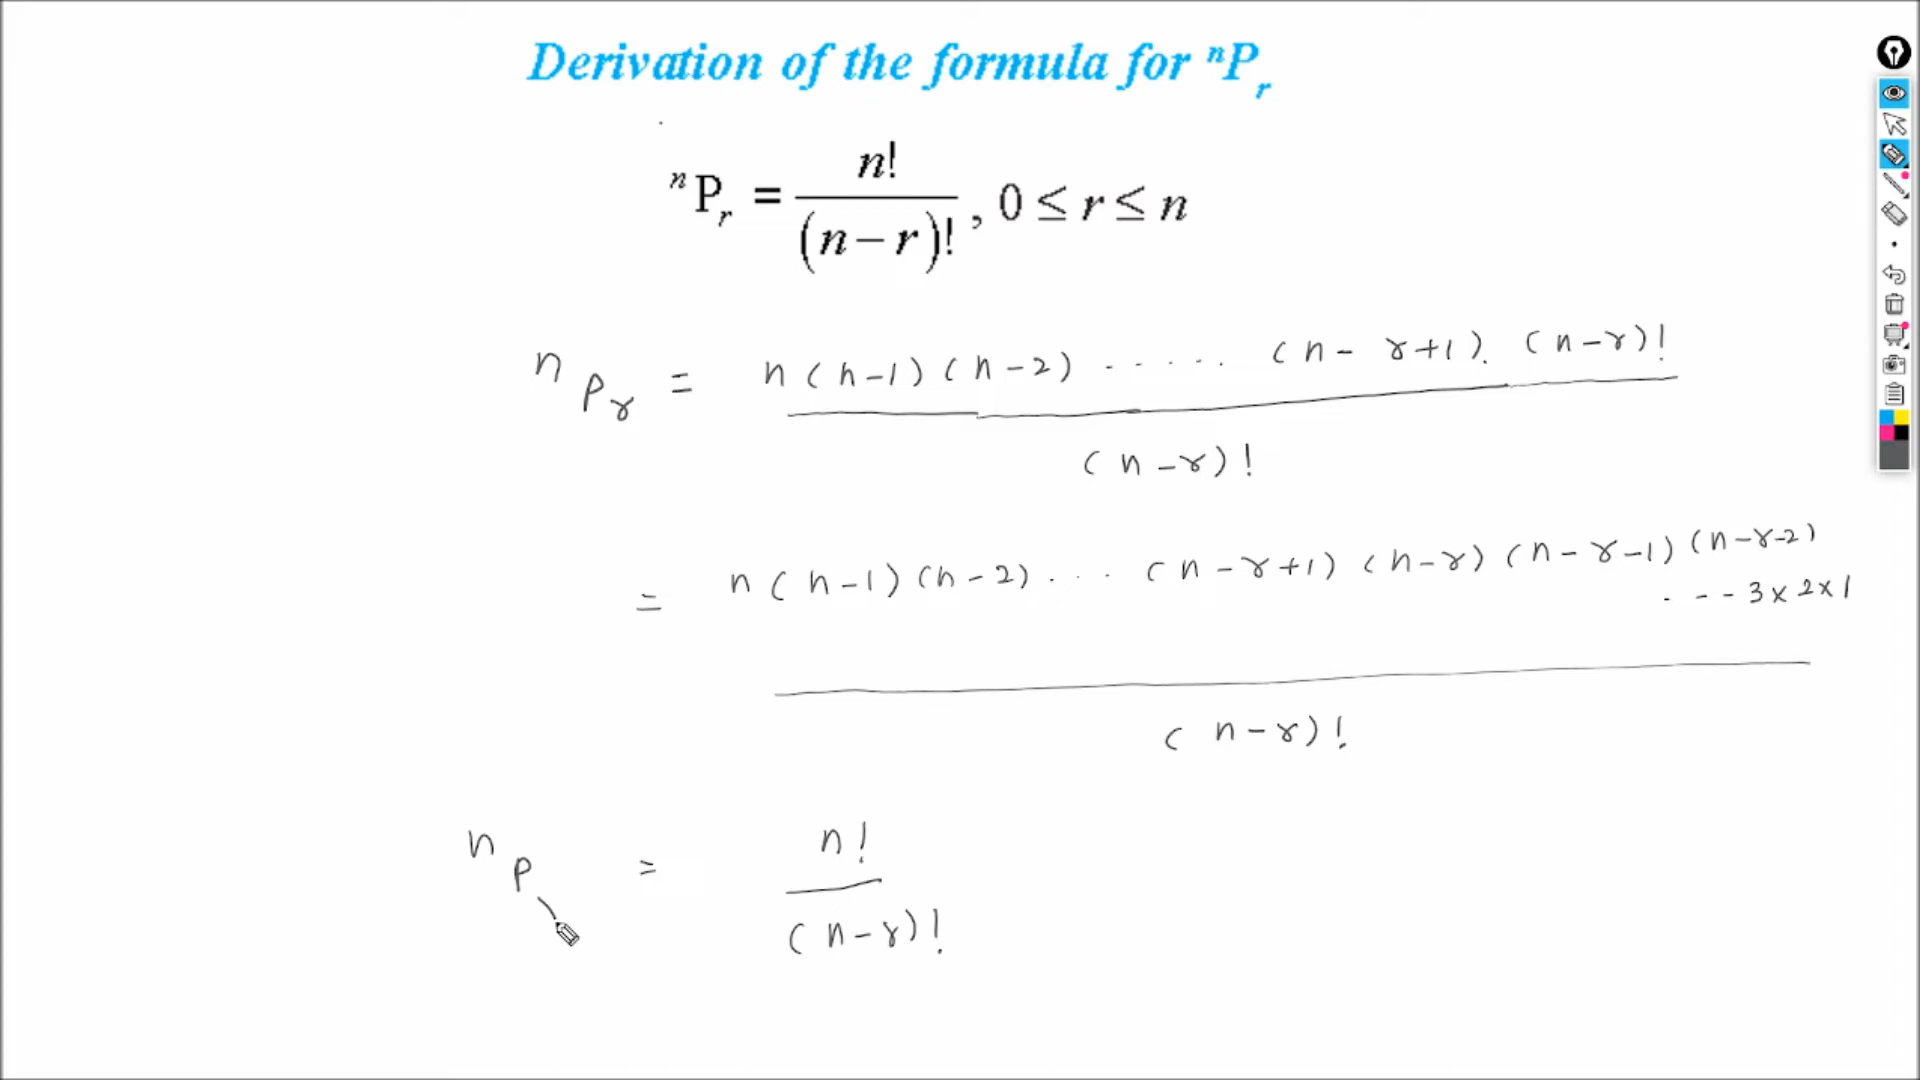 Derivation of the formula for ⁿPᵣ
ⁿPᵣ = n! / (n − r)! , 0 ≤ r ≤ n
nPr = n(n-1)(n-2) ...... (n - r+1). (n-r)! / (n-r)!
= n(n-1)(n-2)... (n-r+1)(n-r)(n-r-1)(n-r-2)
. -- 3×2×1
(n-r)!
nP = n! / (n-r)!